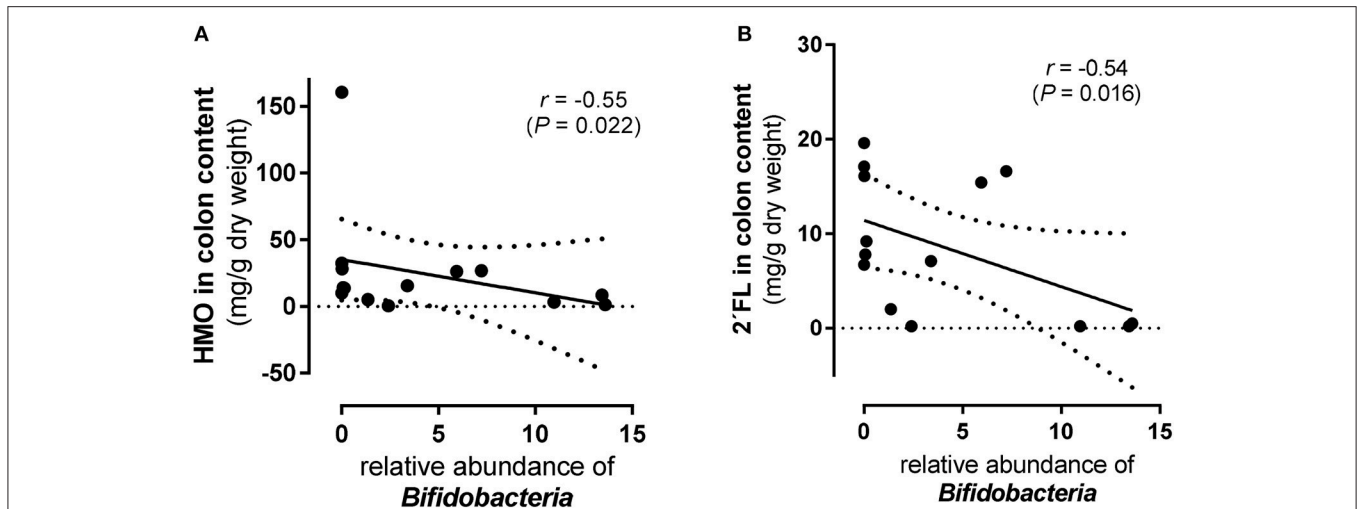 A
HMO in colon content
(mg/g dry weight)
150
100
50
0
-50
r = -0.55
(P = 0.022)
0 5 10 15
relative abundance of
Bifidobacteria
B
2´FL in colon content
(mg/g dry weight)
30
20
10
0
r = -0.54
(P = 0.016)
0 5 10 15
relative abundance of
Bifidobacteria